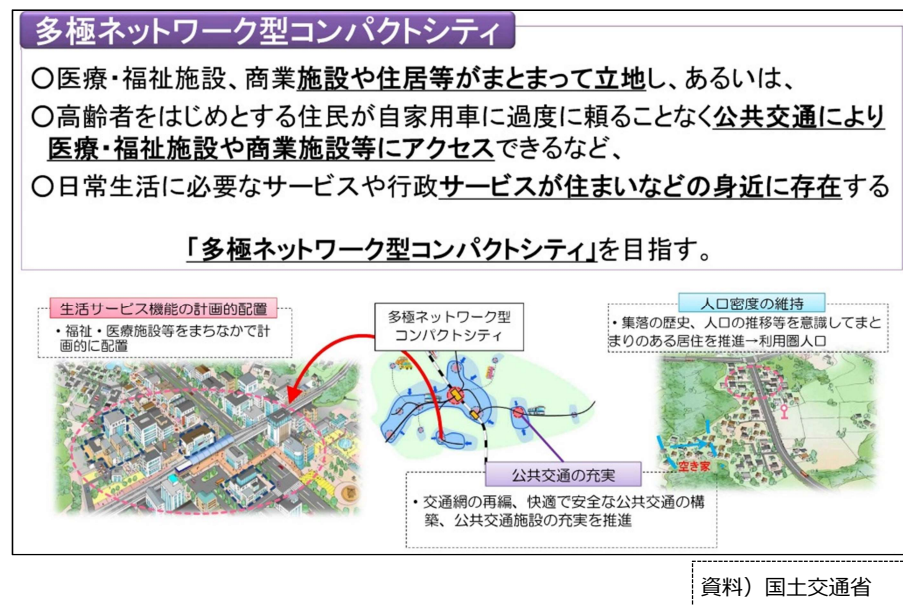 多極ネットワーク型コンパクトシティ
〇医療・福祉施設、商業施設や住居等がまとまって立地し、あるいは、
〇高齢者をはじめとする住民が自家用車に過度に頼ることなく公共交通により
医療・福祉施設や商業施設等にアクセスできるなど、
〇日常生活に必要なサービスや行政サービスが住まいなどの身近に存在する
「多極ネットワーク型コンパクトシティ」を目指す。
生活サービス機能の計画的配置
・福祉・医療施設等をまちなかで計
画的に配置
多極ネットワーク型
コンパクトシティ
人口密度の維持
・集落の歴史、人口の推移等を意識してまと
まりのある居住を推進→利用圏人口
空き家
公共交通の充実
・交通網の再編、快適で安全な公共交通の構
築、公共交通施設の充実を推進
資料）国土交通省